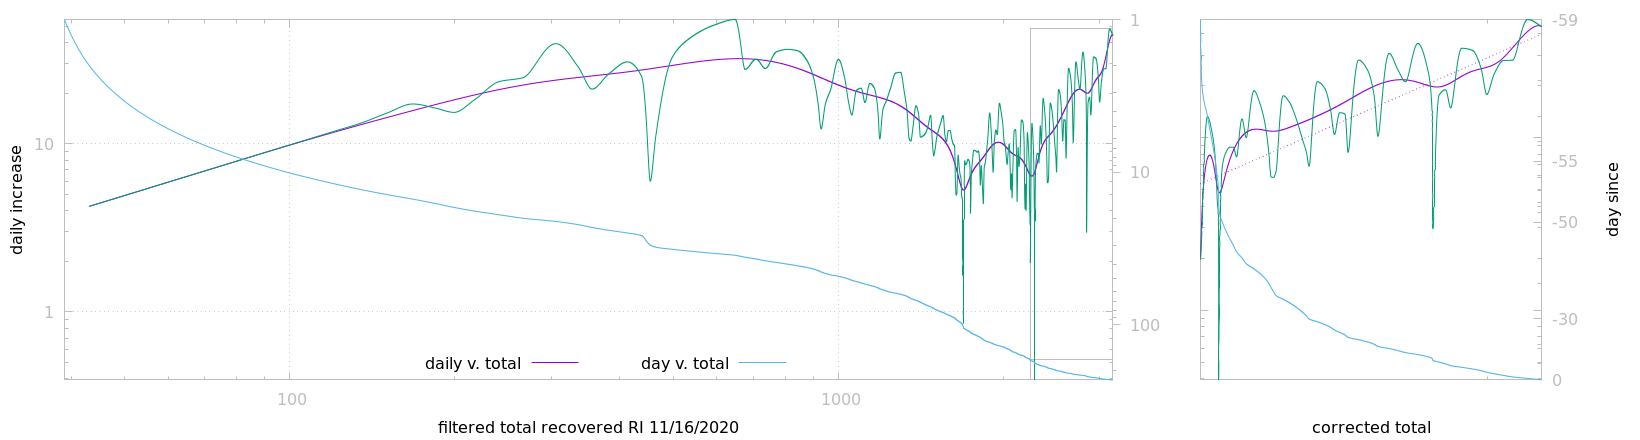 1
-59
10
10
-55
daily increase
-50
day since
1
100
-30
daily v. total
day v. total
0
100
1000
filtered total recovered RI 11/16/2020
corrected total